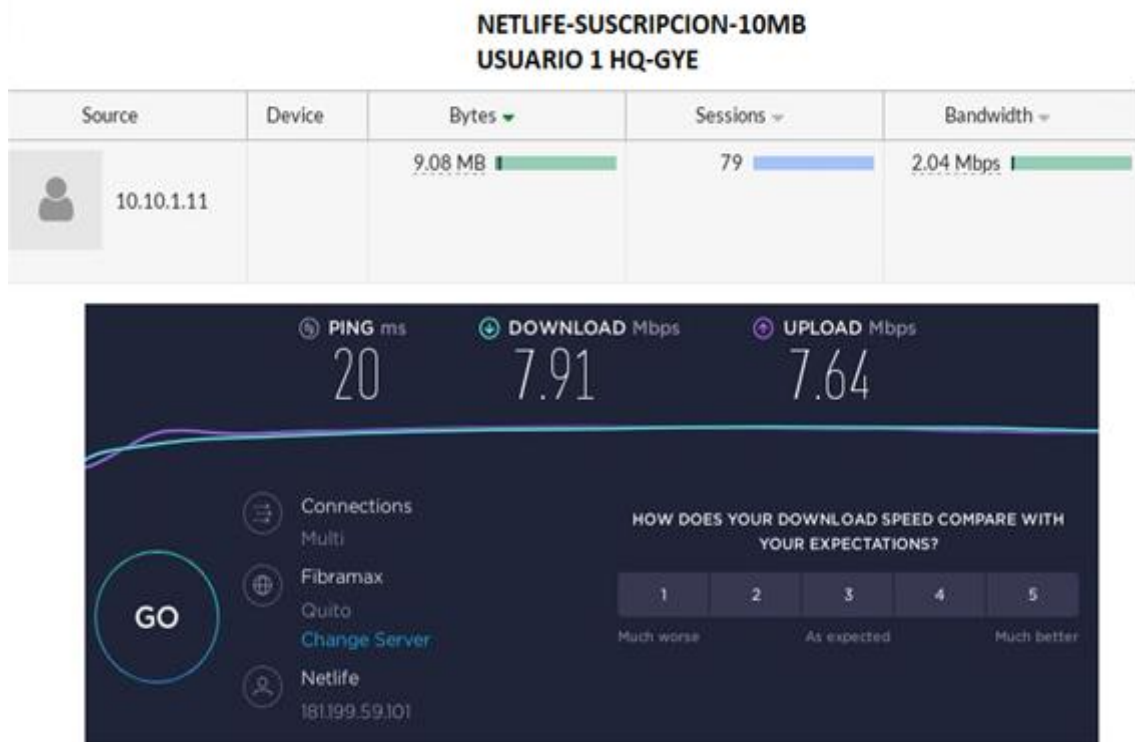 NETLIFE-SUSCRIPCION-10MB
USUARIO 1 HQ-GYE
Source Device Bytes Sessions Bandwidth
9.08 MB 79 2.04 Mbps
10.10.1.11
PING ms DOWNLOAD Mbps UPLOAD Mbps
20 7.91 7.64
Connections
Multi
Fibramax
Quito
Change Server
Netlife
181.199.59.101
GO
HOW DOES YOUR DOWNLOAD SPEED COMPARE WITH
YOUR EXPECTATIONS?
1 2 3 4 5
Much worse As expected Much better